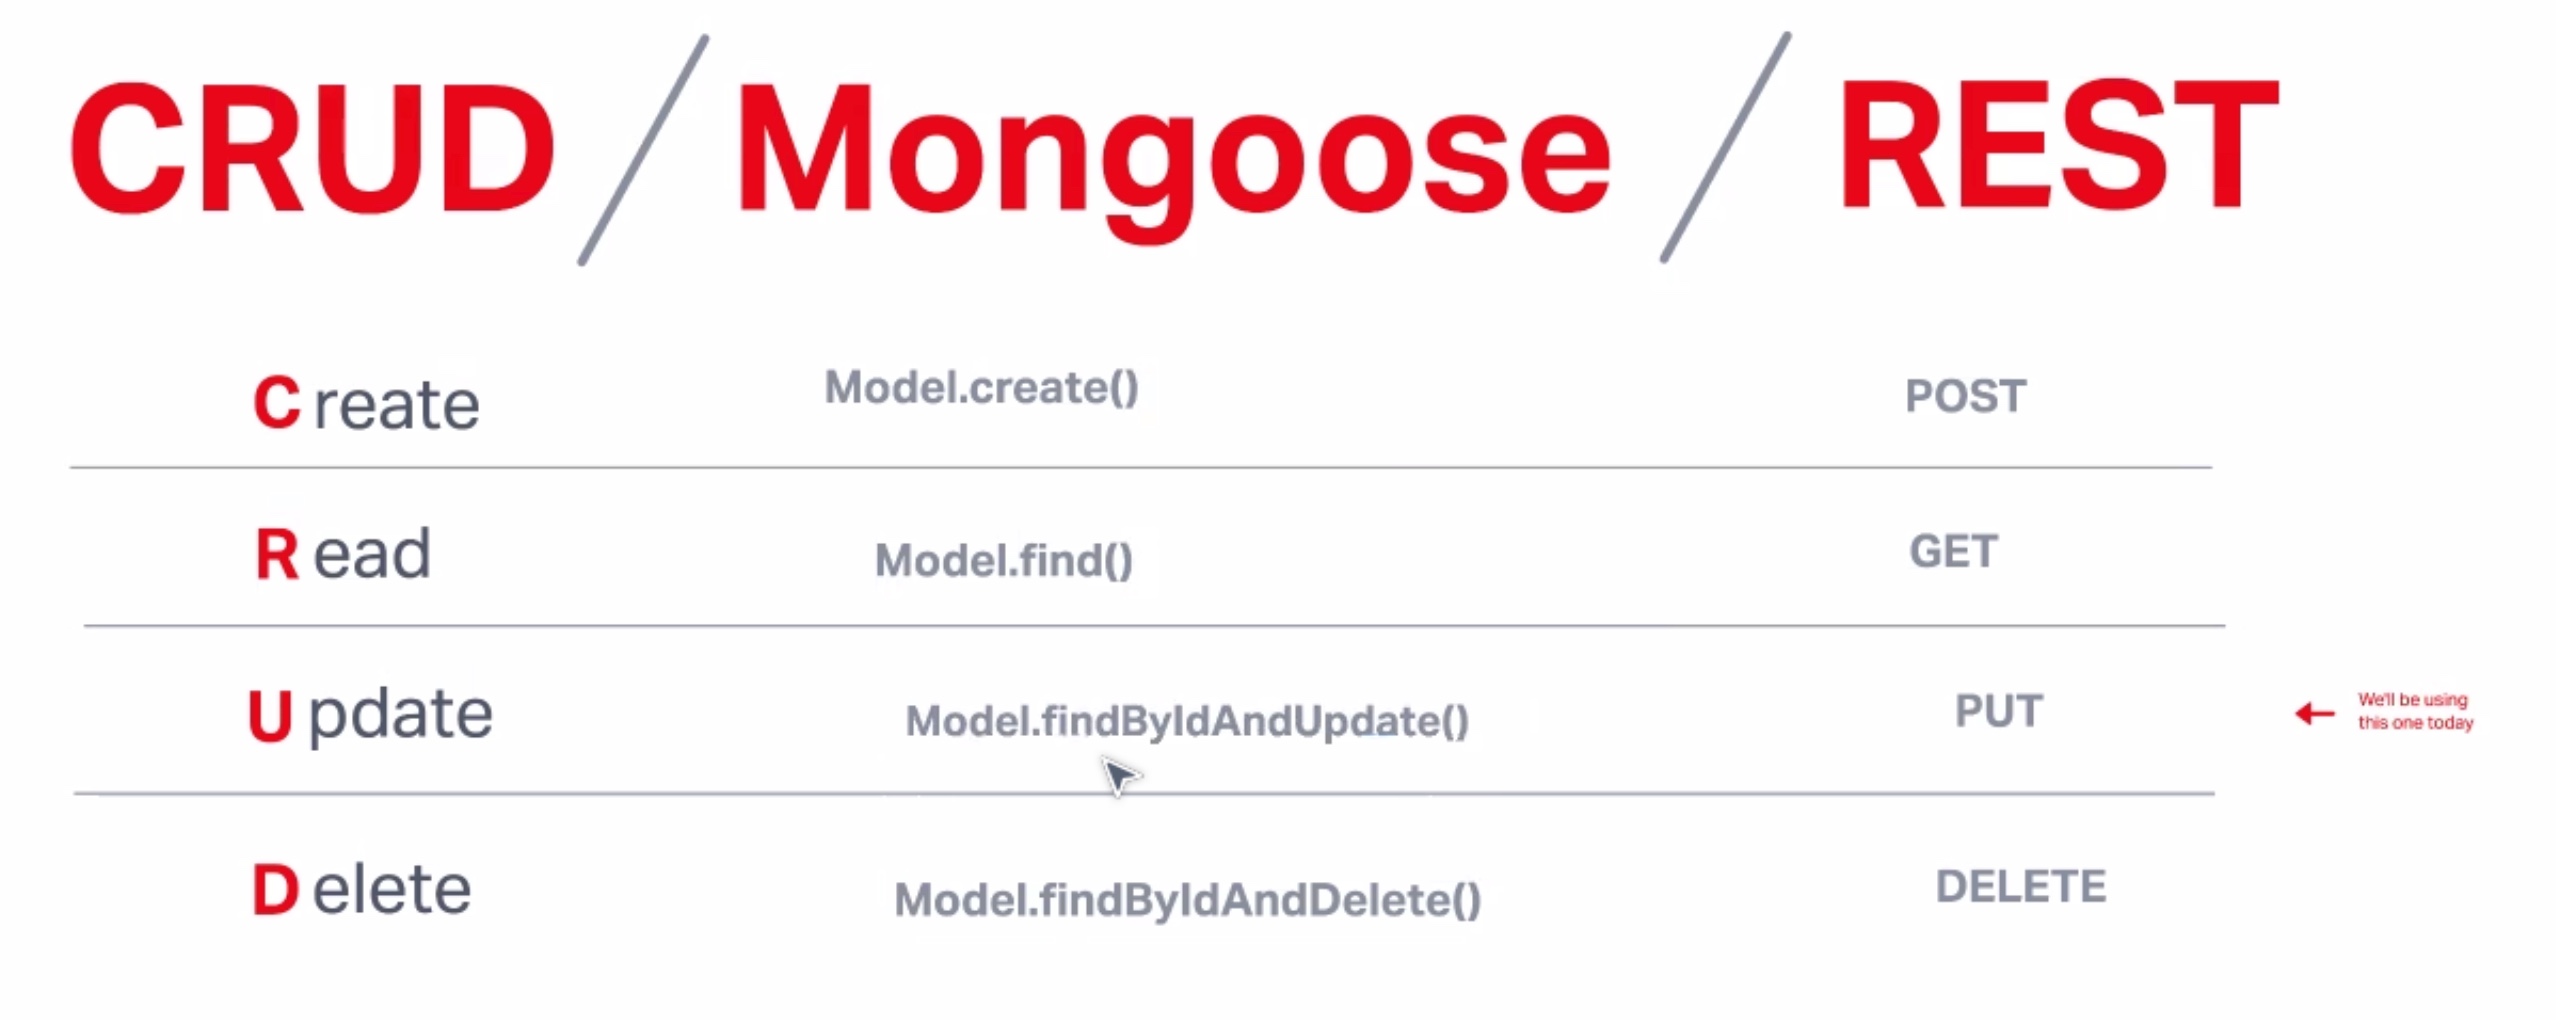 CRUD / Mongoose / REST
Create Model.create() POST
Read Model.find() GET
Update Model.findByIdAndUpdate() PUT We'll be using
this one today
Delete Model.findByIdAndDelete() DELETE